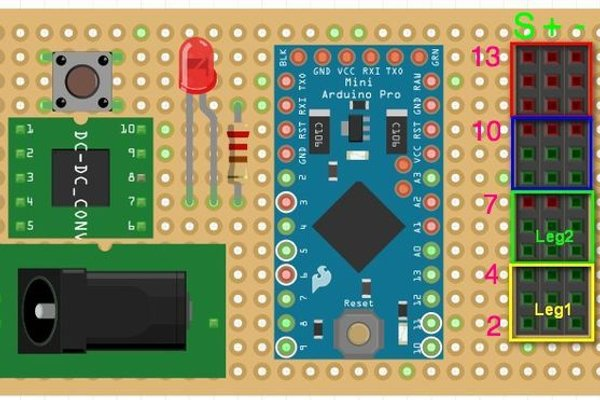 S + -
13
10
7
4
2
Leg2
Leg1
1 10
2 9
3 8
4 7
5 6
DC-DC_CONV
BLK GRN
GND VCC RXI TXO
Mini
Arduino Pro
TXO
RXI
RST
GND
2
3
4
5
6
7
8
9
RAW
GND
RST
VCC
A3
A2
A1
A0
13
12
11
10
C106
C106
Reset